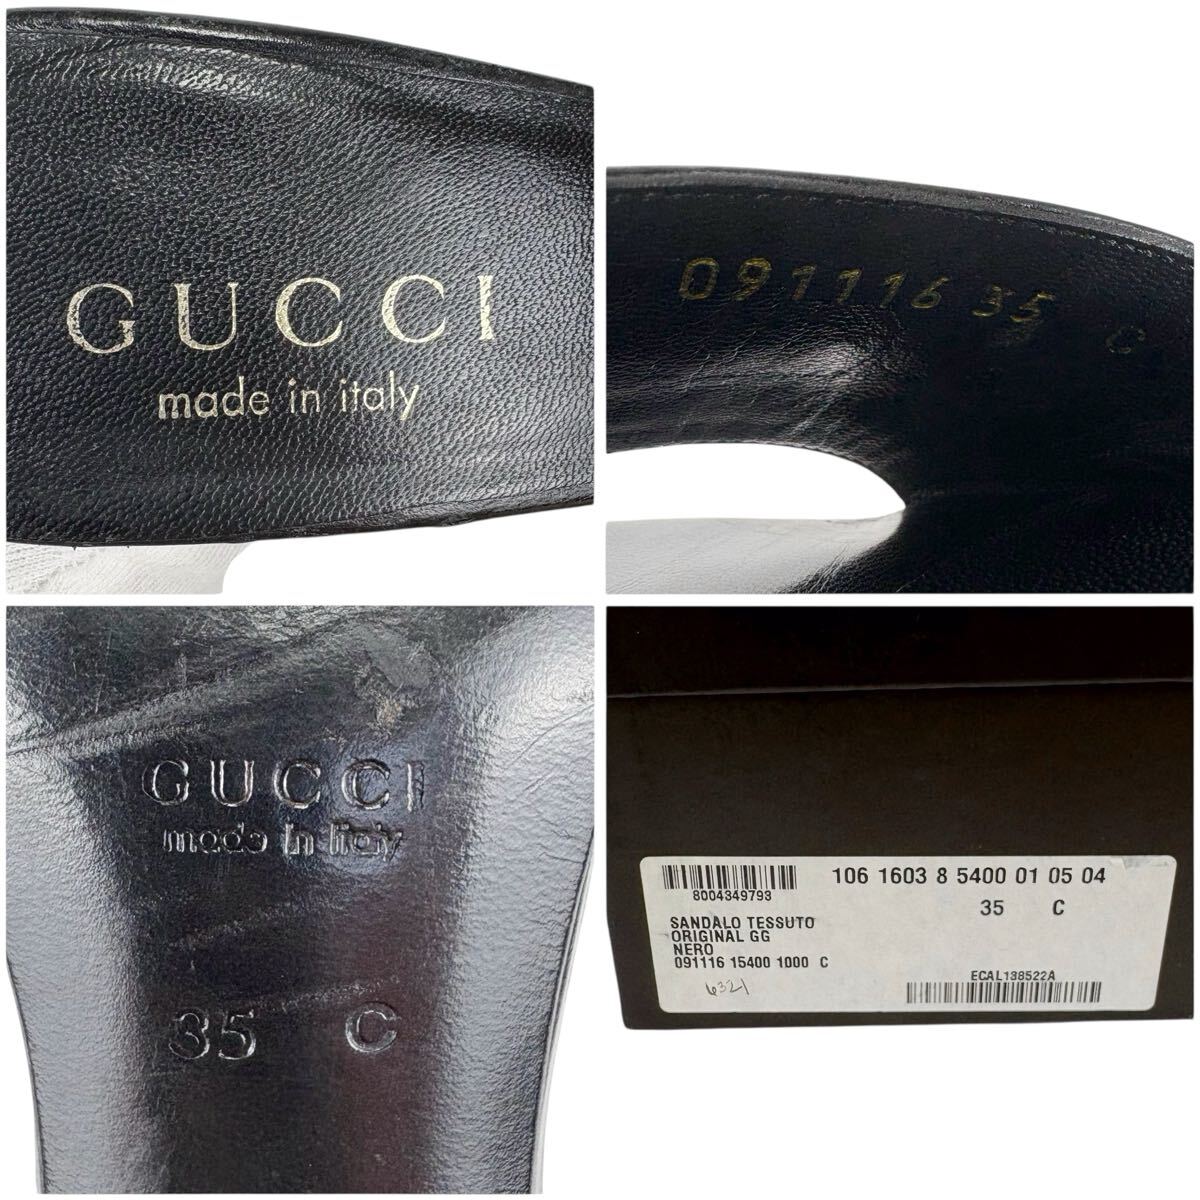 GUCCI
made in italy
091116 35 C
GUCCI
made in Italy
35 C
8004349793
106 1603 8 5400 01 05 04
35 C
SANDALO TESSUTO
ORIGINAL GG
NERO
091116 15400 1000 C
6321
ECAL138522A